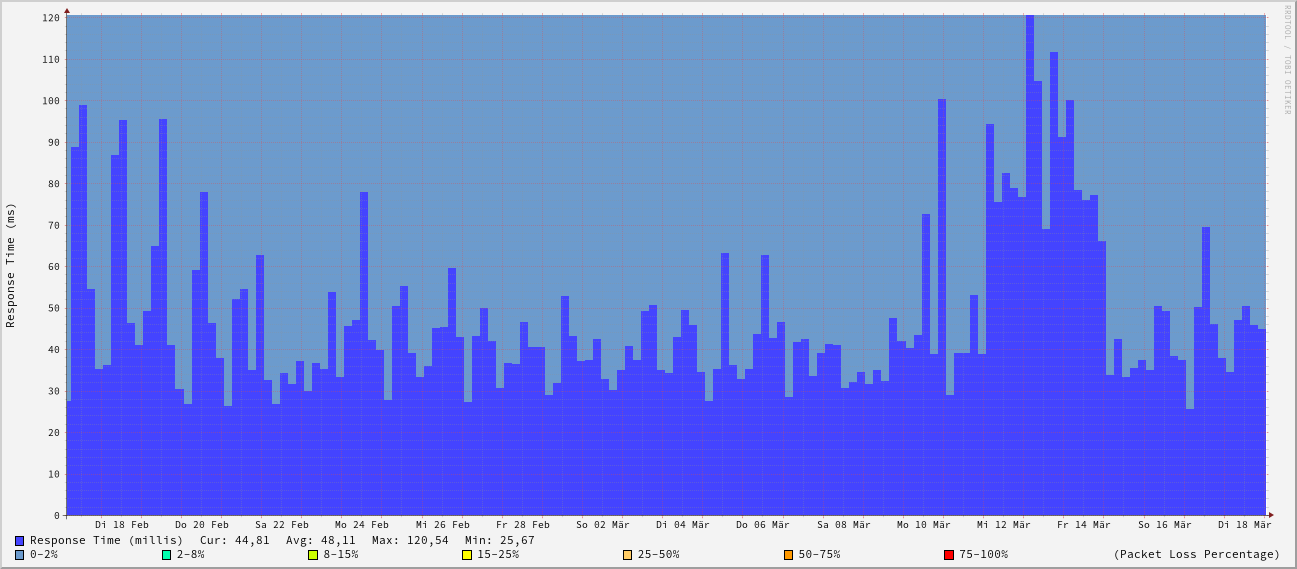 RRDTOOL / TOBI OETIKER
Response Time (ms)
120
110
100
90
80
70
60
50
40
30
20
10
0
Di 18 Feb Do 20 Feb Sa 22 Feb Mo 24 Feb Mi 26 Feb Fr 28 Feb So 02 Mär Di 04 Mär Do 06 Mär Sa 08 Mär Mo 10 Mär Mi 12 Mär Fr 14 Mär So 16 Mär Di 18 Mär
Response Time (millis) Cur: 44,81 Avg: 48,11 Max: 120,54 Min: 25,67
0-2% 2-8% 8-15% 15-25% 25-50% 50-75% 75-100% (Packet Loss Percentage)